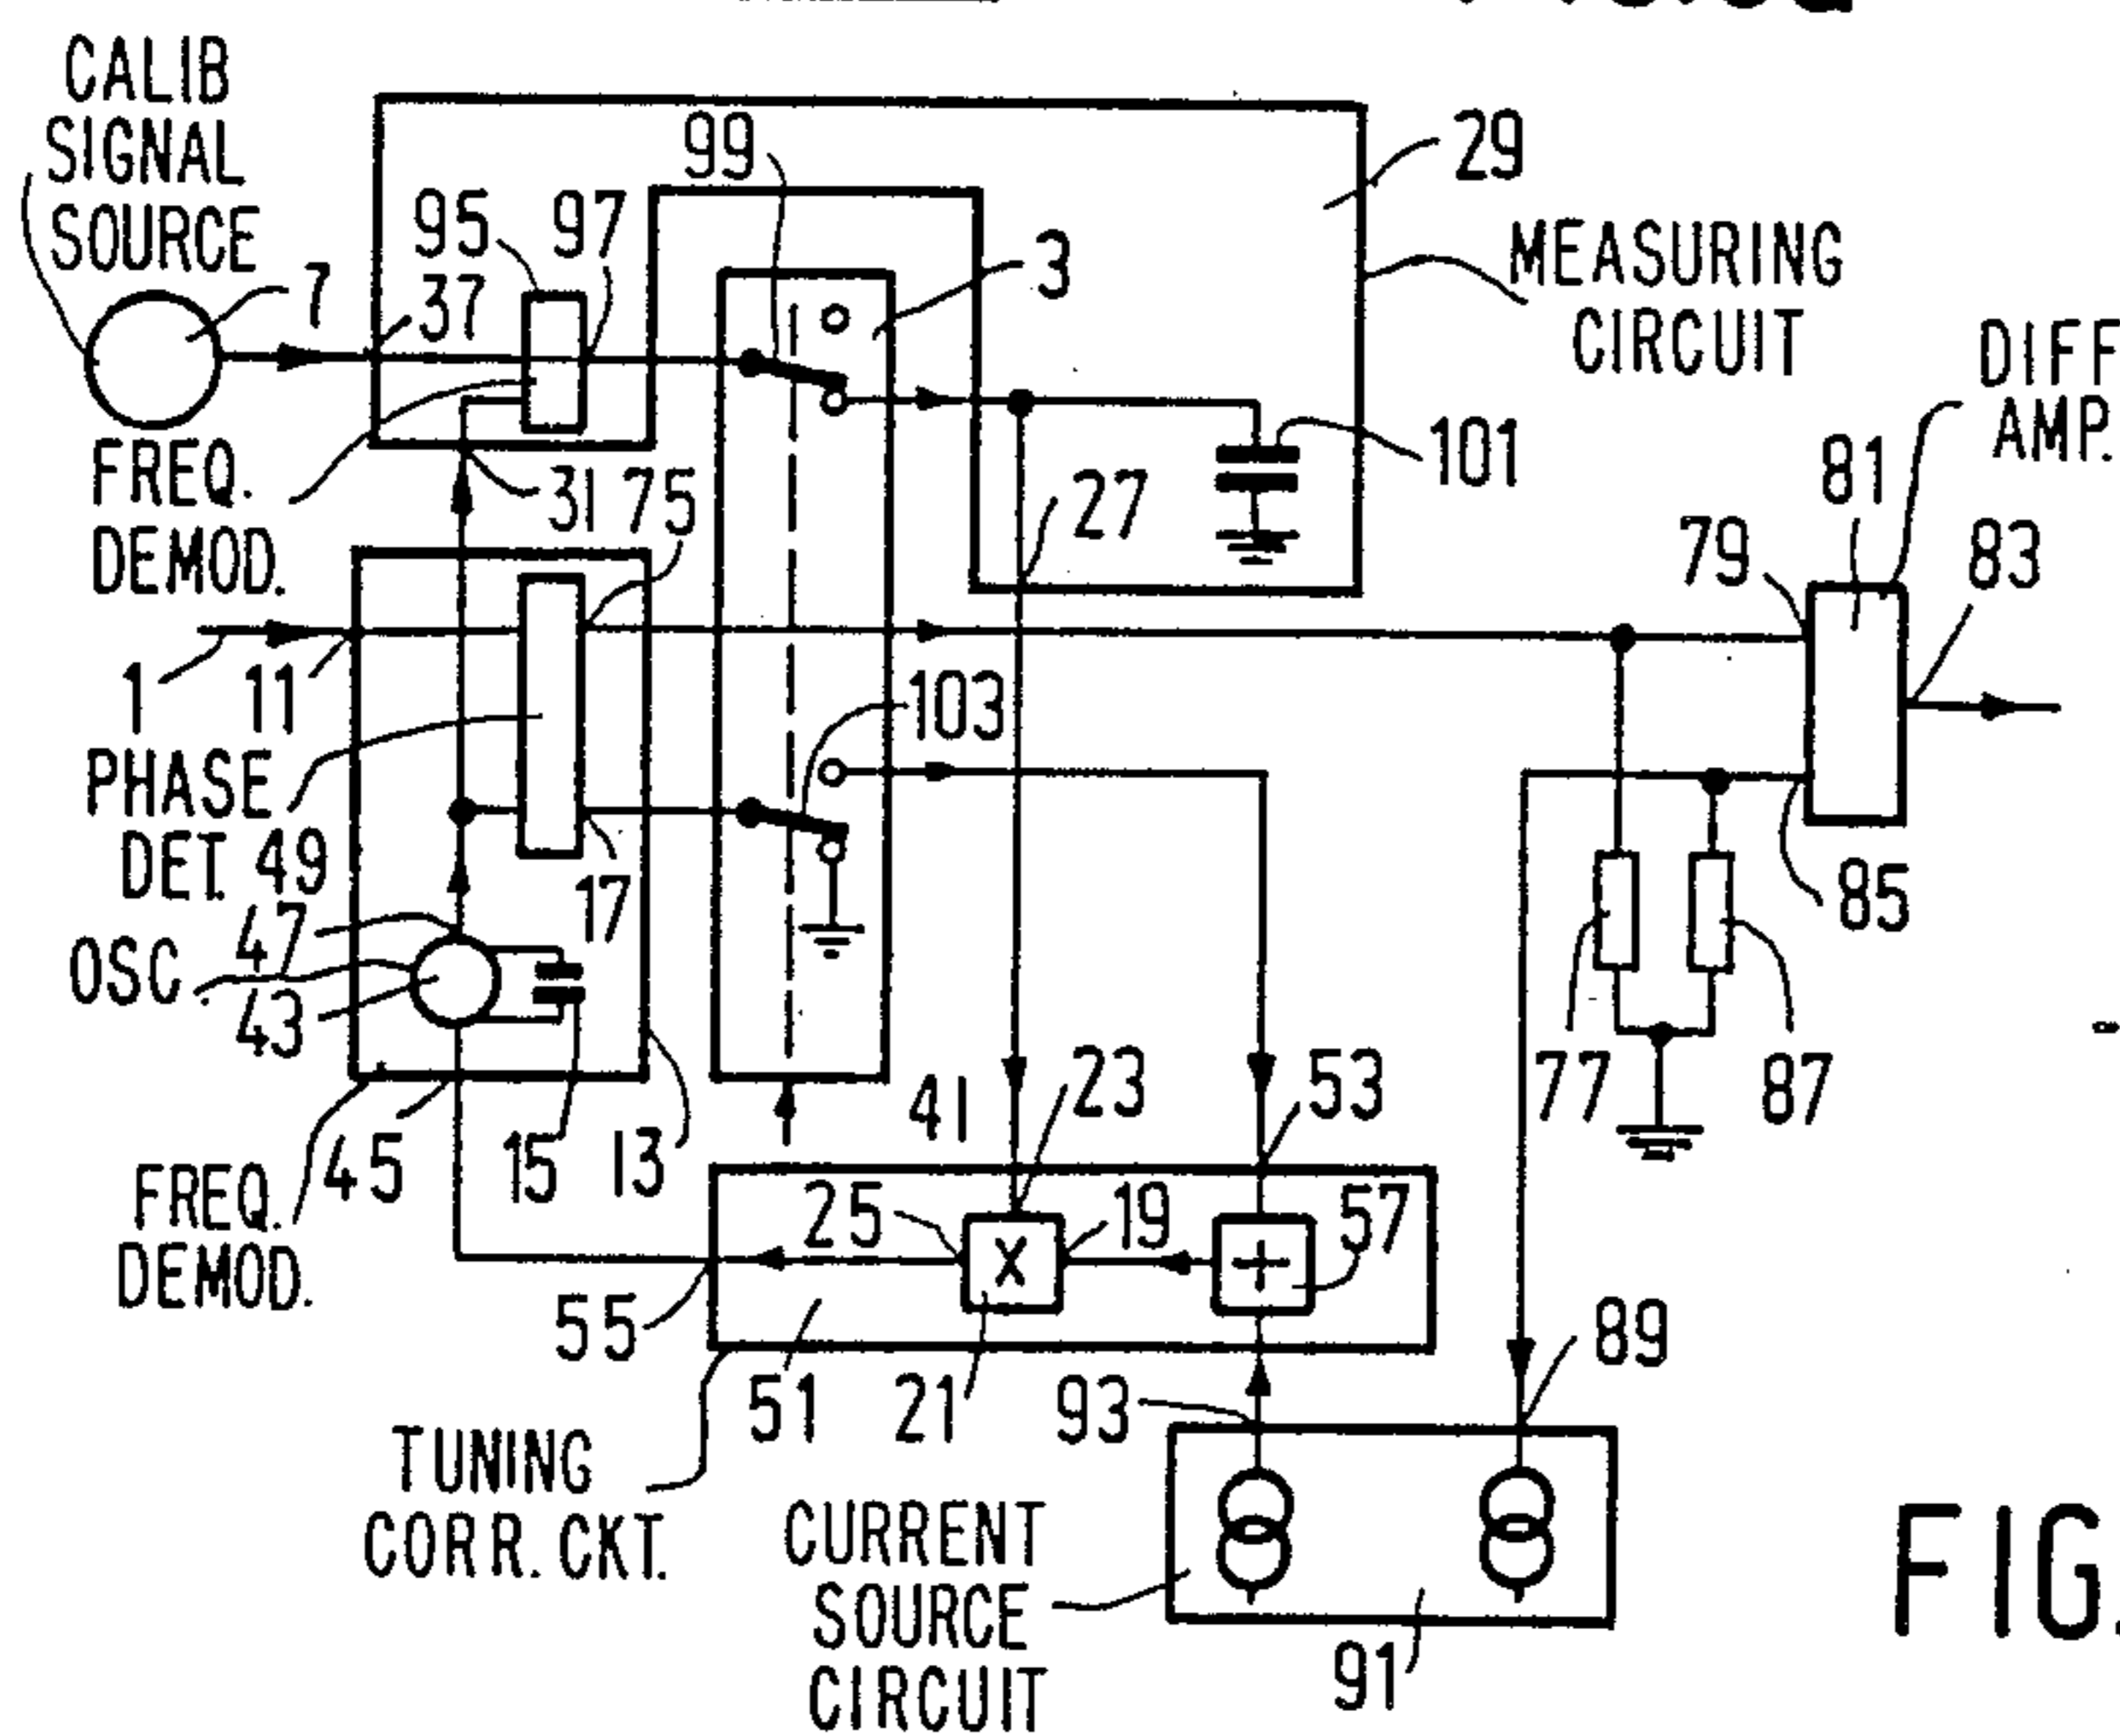 CALIB
SIGNAL
SOURCE
7
37
95
97
99
3
29
MEASURING
CIRCUIT
DIFF
AMP.
81
83
79
101
27
FREQ.
DEMOD.
31
75
1
11
103
PHASE
DET.
49
17
85
OSC.
47
43
77
87
45
15
13
41
23
53
FREQ.
DEMOD.
25
X
19
+
57
55
51
21
93
89
TUNING
CORR. CKT.
CURRENT
SOURCE
CIRCUIT
91
FIG.